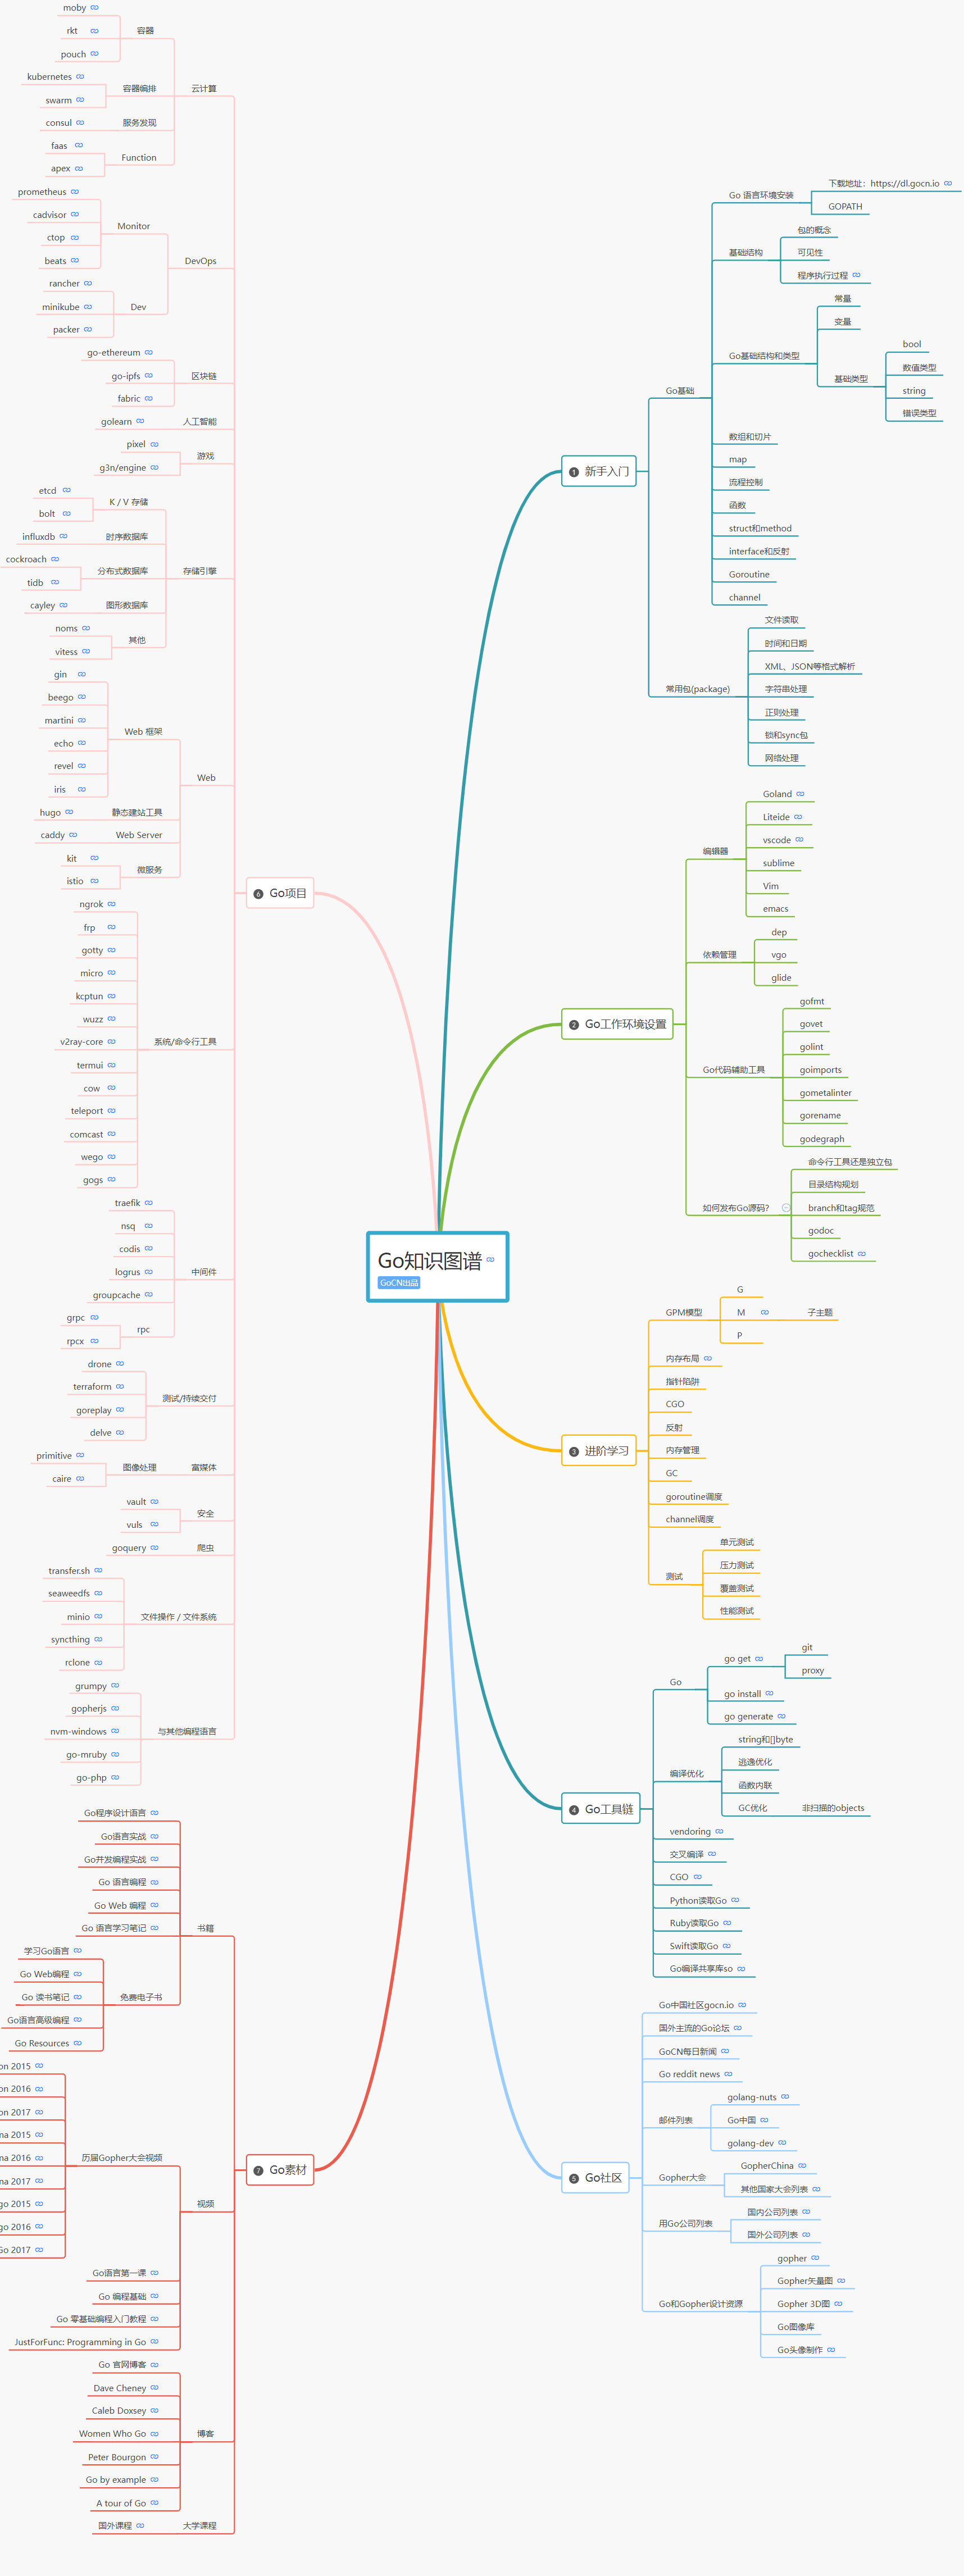 Go知识图谱
GoCN出品
1 新手入门
Go基础
Go 语言环境安装
下载地址：https://dl.gocn.io
GOPATH
基础结构
包的概念
可见性
程序执行过程
Go基础结构和类型
常量
变量
基础类型
bool
数值类型
string
错误类型
数组和切片
map
流程控制
函数
struct和method
interface和反射
Goroutine
channel
常用包(package)
文件读取
时间和日期
XML、JSON等格式解析
字符串处理
正则处理
锁和sync包
网络处理
2 Go工作环境设置
编辑器
Goland
Liteide
vscode
sublime
Vim
emacs
依赖管理
dep
vgo
glide
Go代码辅助工具
gofmt
govet
golint
goimports
gometalinter
gorename
godegraph
如何发布Go源码？
命令行工具还是独立包
目录结构规划
branch和tag规范
godoc
gochecklist
3 进阶学习
GPM模型
G
M
子主题
P
内存布局
指针陷阱
CGO
反射
内存管理
GC
goroutine调度
channel调度
测试
单元测试
压力测试
覆盖测试
性能测试
4 Go工具链
Go
go get
git
proxy
go install
go generate
编译优化
string和[]byte
逃逸优化
函数内联
GC优化
非扫描的objects
vendoring
交叉编译
CGO
Python读取Go
Ruby读取Go
Swift读取Go
Go编译共享库so
5 Go社区
Go中国社区gocn.io
国外主流的Go论坛
GoCN每日新闻
Go reddit news
邮件列表
golang-nuts
Go中国
golang-dev
Gopher大会
GopherChina
其他国家大会列表
用Go公司列表
国内公司列表
国外公司列表
Go和Gopher设计资源
gopher
Gopher矢量图
Gopher 3D图
Go图像库
Go头像制作
6 Go项目
云计算
容器
moby
rkt
pouch
容器编排
kubernetes
swarm
服务发现
consul
Function
faas
apex
DevOps
Monitor
prometheus
cadvisor
ctop
beats
Dev
rancher
minikube
packer
区块链
go-ethereum
go-ipfs
fabric
人工智能
golearn
游戏
pixel
g3n/engine
存储引擎
K / V 存储
etcd
bolt
时序数据库
influxdb
分布式数据库
cockroach
tidb
图形数据库
cayley
其他
noms
vitess
Web
Web 框架
gin
beego
martini
echo
revel
iris
静态建站工具
hugo
Web Server
caddy
微服务
kit
istio
系统/命令行工具
ngrok
frp
gotty
micro
kcptun
wuzz
v2ray-core
termui
cow
teleport
comcast
wego
gogs
中间件
traefik
nsq
codis
logrus
groupcache
rpc
grpc
rpcx
测试/持续交付
drone
terraform
goreplay
delve
富媒体
图像处理
primitive
caire
安全
vault
vuls
爬虫
goquery
文件操作 / 文件系统
transfer.sh
seaweedfs
minio
syncthing
rclone
与其他编程语言
grumpy
gopherjs
nvm-windows
go-mruby
go-php
7 Go素材
书籍
Go程序设计语言
Go语言实战
Go并发编程实战
Go 语言编程
Go Web 编程
Go 语言学习笔记
免费电子书
学习Go语言
Go Web编程
Go 读书笔记
Go语言高级编程
Go Resources
视频
历届Gopher大会视频
on 2015
on 2016
on 2017
na 2015
na 2016
na 2017
go 2015
go 2016
Go 2017
Go语言第一课
Go 编程基础
Go 零基础编程入门教程
JustForFunc: Programming in Go
博客
Go 官网博客
Dave Cheney
Caleb Doxsey
Women Who Go
Peter Bourgon
Go by example
A tour of Go
大学课程
国外课程